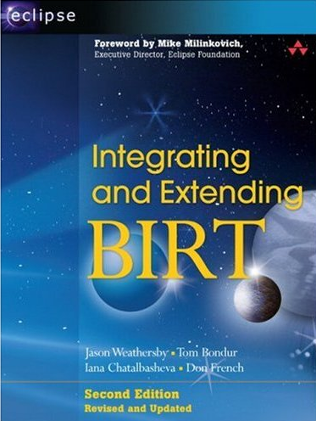 eclipse
Foreword by Mike Milinkovich,
Executive Director, Eclipse Foundation
Integrating
and Extending
BIRT
Jason Weathersby ▪ Tom Bondur
Iana Chatalbasheva ▪ Don French
Second Edition
Revised and Updated